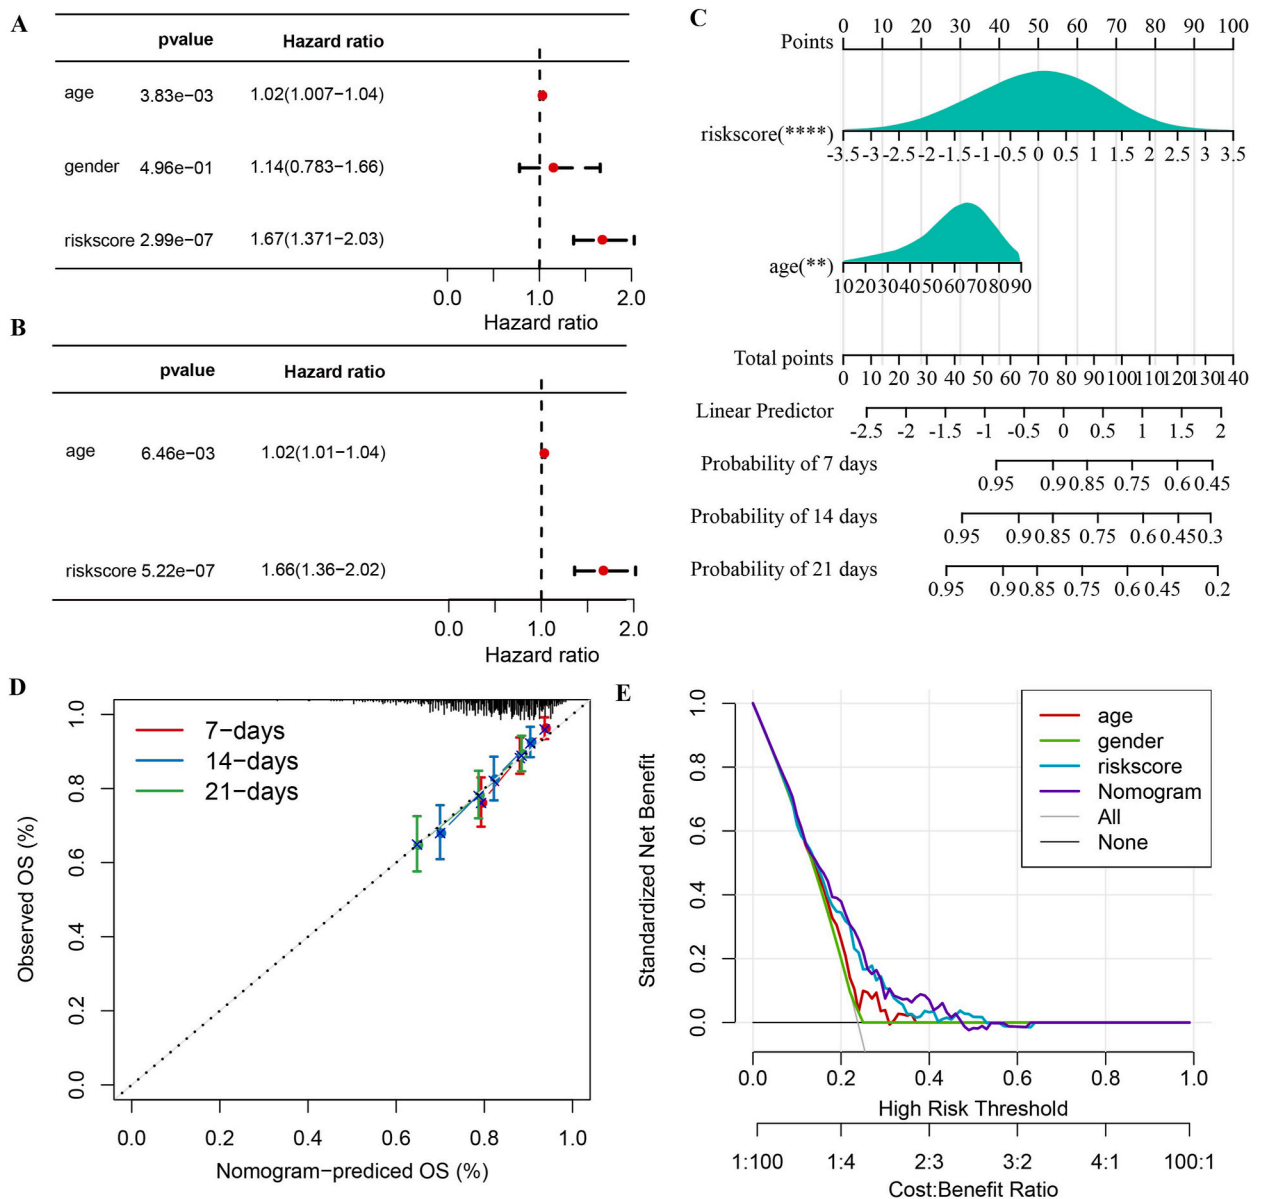 A
pvalue Hazard ratio
age 3.83e−03 1.02(1.007−1.04)
gender 4.96e−01 1.14(0.783−1.66)
riskscore 2.99e−07 1.67(1.371−2.03)
0.0 1.0 2.0
Hazard ratio
B
pvalue Hazard ratio
age 6.46e−03 1.02(1.01−1.04)
riskscore 5.22e−07 1.66(1.36−2.02)
0.0 1.0 2.0
Hazard ratio
C
0 10 20 30 40 50 60 70 80 90 100
Points
riskscore(****)
-3.5 -3 -2.5 -2 -1.5 -1 -0.5 0 0.5 1 1.5 2 2.5 3 3.5
age(**)
10 20 30 40 50 60 70 80 90
Total points
0 10 20 30 40 50 60 70 80 90 100 110 120 130 140
Linear Predictor
-2.5 -2 -1.5 -1 -0.5 0 0.5 1 1.5 2
Probability of 7 days
0.95 0.9 0.85 0.75 0.6 0.45
Probability of 14 days
0.95 0.9 0.85 0.75 0.6 0.45 0.3
Probability of 21 days
0.95 0.9 0.85 0.75 0.6 0.45 0.2
D
7−days
14−days
21−days
Observed OS (%)
0.0 0.2 0.4 0.6 0.8 1.0
0.0 0.2 0.4 0.6 0.8 1.0
Nomogram−prediced OS (%)
E
age
gender
riskscore
Nomogram
All
None
Standardized Net Benefit
0.0 0.2 0.4 0.6 0.8 1.0
0.0 0.2 0.4 0.6 0.8 1.0
High Risk Threshold
1:100 1:4 2:3 3:2 4:1 100:1
Cost:Benefit Ratio